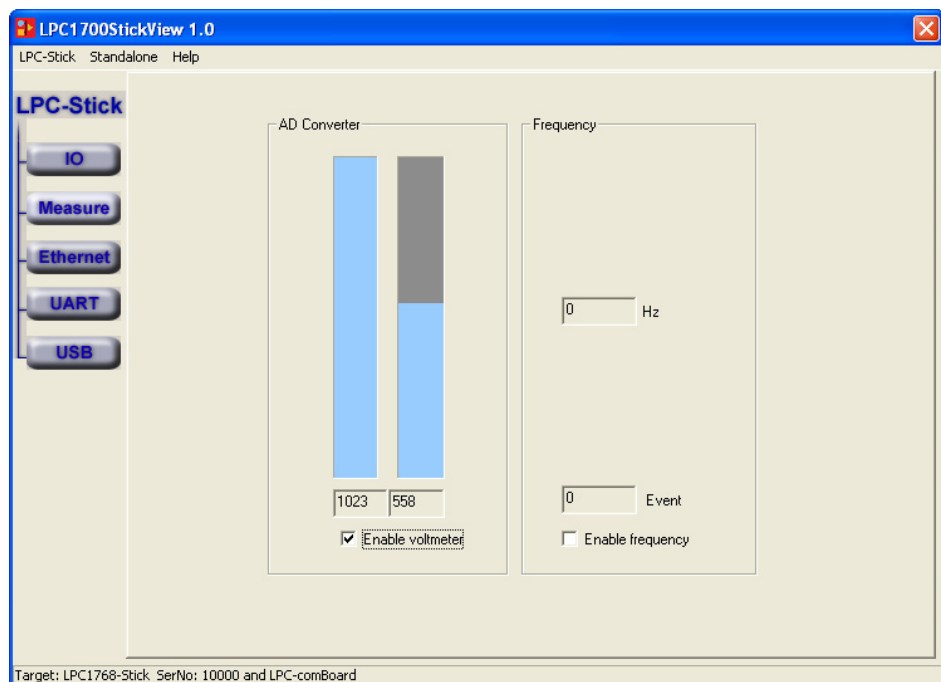 LPC1700StickView 1.0
LPC-Stick Standalone Help
LPC-Stick
IO
Measure
Ethernet
UART
USB
AD Converter
1023 558
Enable voltmeter
Frequency
0 Hz
0 Event
Enable frequency
Target: LPC1768-Stick SerNo: 10000 and LPC-comBoard